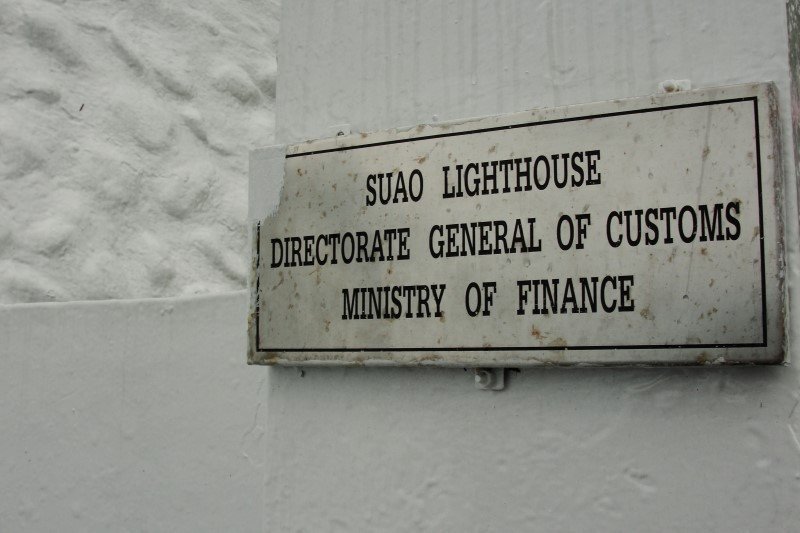 SUAO LIGHTHOUSE
DIRECTORATE GENERAL OF CUSTOMS
MINISTRY OF FINANCE